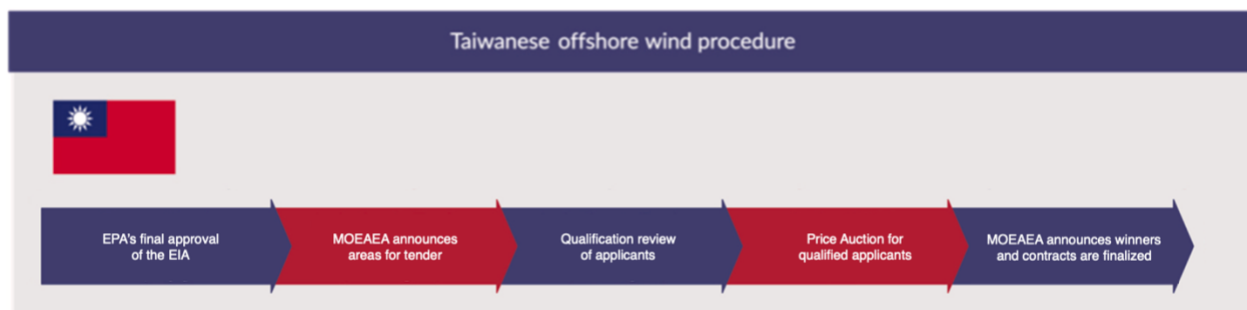 Taiwanese offshore wind procedure
EPA's final approval
of the EIA
MOEAEA announces
areas for tender
Qualification review
of applicants
Price Auction for
qualified applicants
MOEAEA announces winners
and contracts are finalized